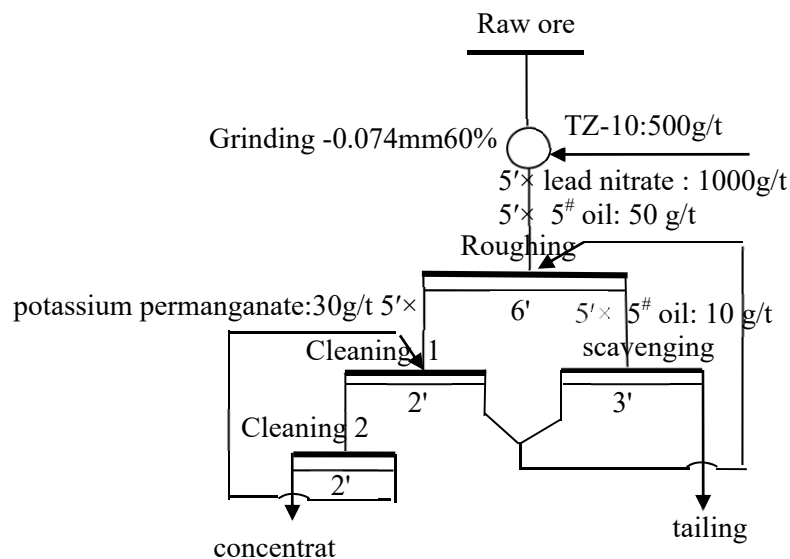 Raw ore
TZ-10:500g/t
Grinding -0.074mm60%
5′× lead nitrate : 1000g/t
5′× 5# oil: 50 g/t
Roughing
potassium permanganate:30g/t 5′×
6'
5′× 5# oil: 10 g/t
Cleaning 1
scavenging
2'
3'
Cleaning 2
2'
tailing
concentrat